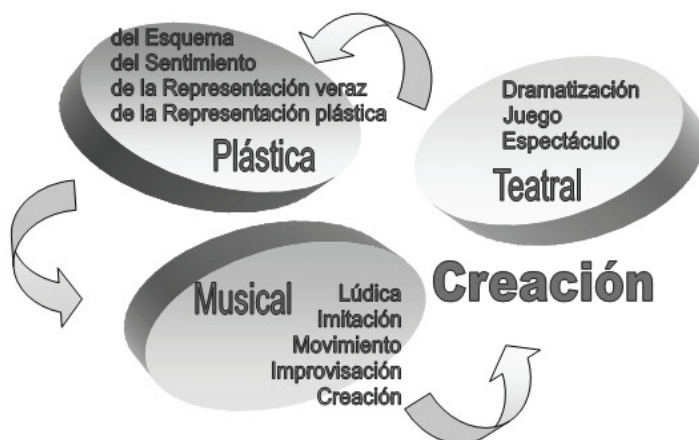 del Esquema
del Sentimiento
de la Representación veraz
de la Representación plástica
Plástica
Dramatización
Juego
Espectáculo
Teatral
Creación
Musical
Lúdica
Imitación
Movimiento
Improvisación
Creación